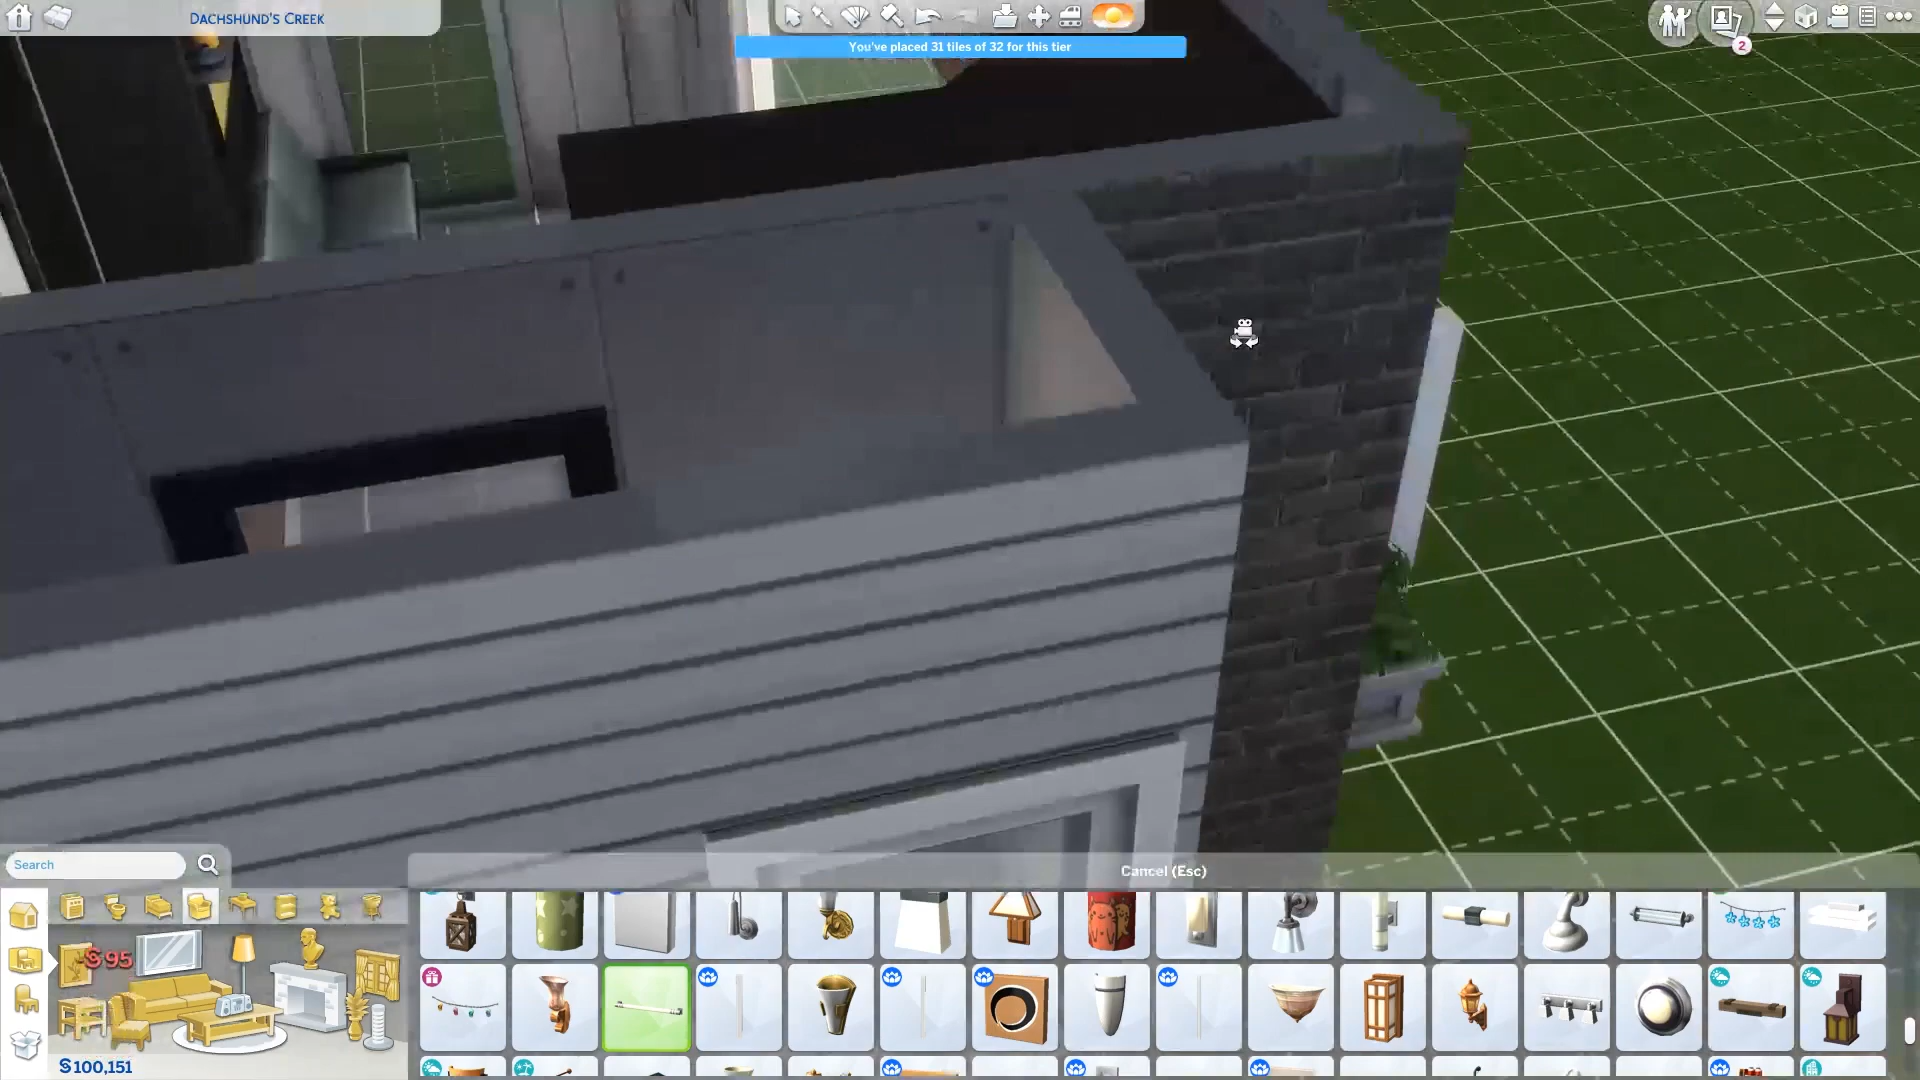 DACHSHUND'S CREEK
You've placed 31 tiles of 32 for this tier
2
Search
Cancel (Esc)
§95
§100,151